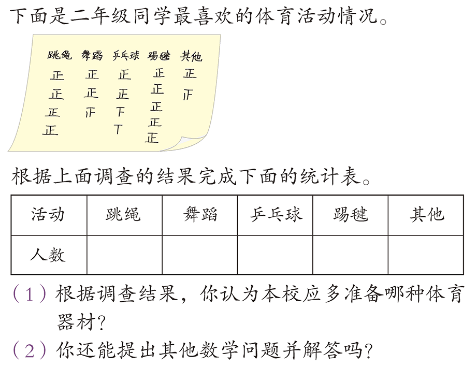 下面是二年级同学最喜欢的体育活动情况。
跳绳 舞蹈 乒乓球 踢毽 其他
正 正 正 正 正
正 正 正 正 正
正 正 下 正
正 丅 正
正
根据上面调查的结果完成下面的统计表。
活动 跳绳 舞蹈 乒乓球 踢毽 其他
人数
（1）根据调查结果，你认为本校应多准备哪种体育
器材？
（2）你还能提出其他数学问题并解答吗？